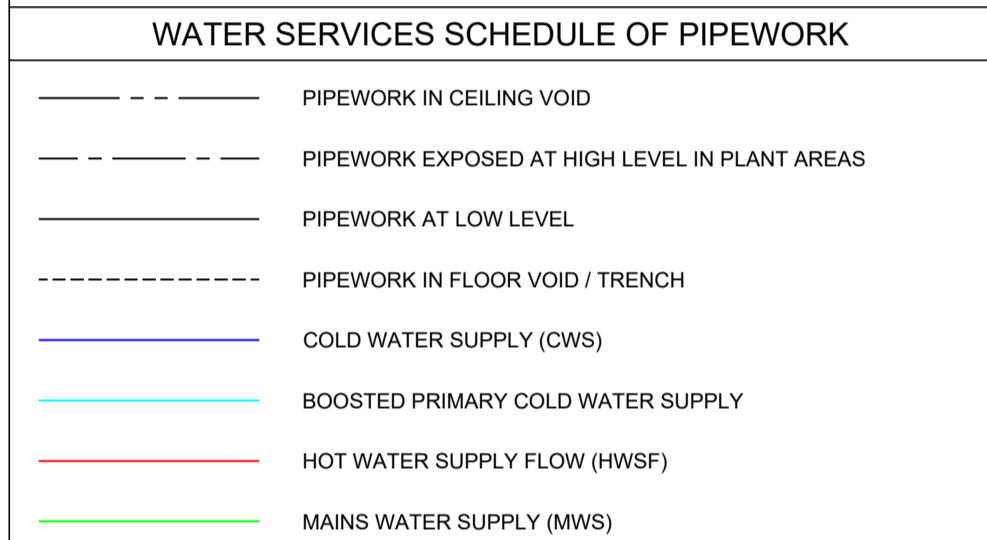 WATER SERVICES SCHEDULE OF PIPEWORK
PIPEWORK IN CEILING VOID
PIPEWORK EXPOSED AT HIGH LEVEL IN PLANT AREAS
PIPEWORK AT LOW LEVEL
PIPEWORK IN FLOOR VOID / TRENCH
COLD WATER SUPPLY (CWS)
BOOSTED PRIMARY COLD WATER SUPPLY
HOT WATER SUPPLY FLOW (HWSF)
MAINS WATER SUPPLY (MWS)